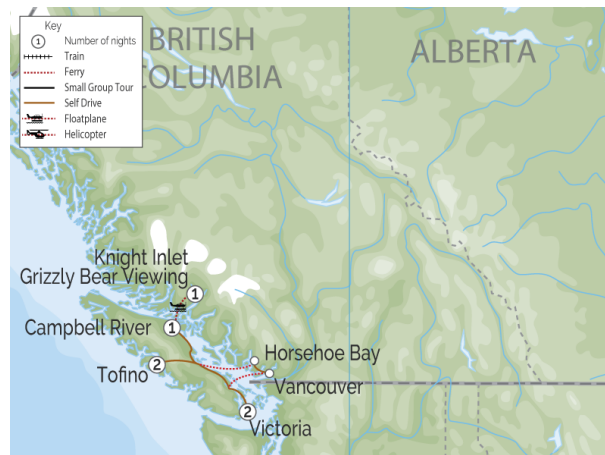 Key
1 Number of nights
Train
Ferry
Small Group Tour
Self Drive
Floatplane
Helicopter
BRITISH
COLUMBIA
ALBERTA
Knight Inlet
Grizzly Bear Viewing
1
Campbell River
1
Tofino
2
Horsehoe Bay
Vancouver
2
Victoria